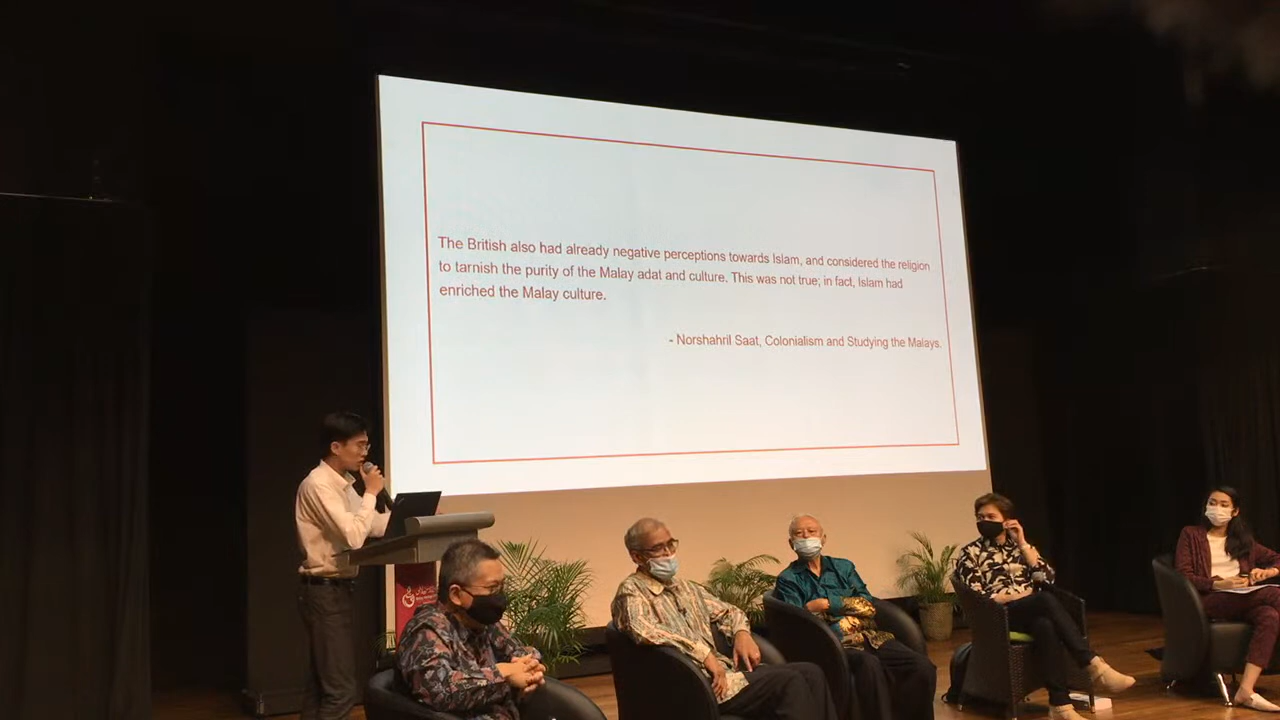 The British also had already negative perceptions towards Islam, and considered the religion
to tarnish the purity of the Malay adat and culture. This was not true; in fact, Islam had
enriched the Malay culture.
- Norshahril Saat, Colonialism and Studying the Malays.